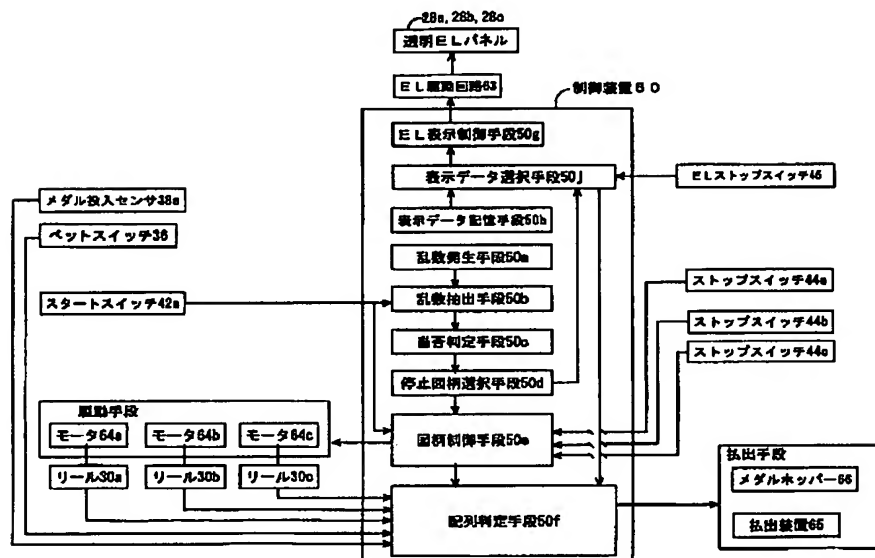 28a, 28b, 28c
透明ELパネル
EL駆動回路63
制御装置50
EL表示制御手段50g
表示データ選択手段50j
ELストップスイッチ45
メダル投入センサ38a
表示データ記憶手段50h
ベットスイッチ36
乱数発生手段50a
スタートスイッチ42a
乱数抽出手段50b
ストップスイッチ44a
ストップスイッチ44b
当否判定手段50c
ストップスイッチ44c
停止図柄選択手段50d
駆動手段
モータ64a
モータ64b
モータ64c
図柄制御手段50e
リール30a
リール30b
リール30c
払出手段
メダルホッパー66
配列判定手段50f
払出装置65